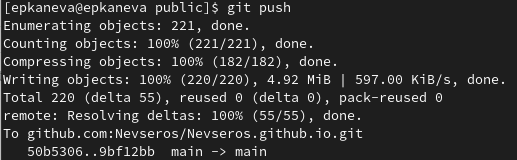 [epkaneva@epkaneva public]$ git push
Enumerating objects: 221, done.
Counting objects: 100% (221/221), done.
Compressing objects: 100% (182/182), done.
Writing objects: 100% (220/220), 4.92 MiB | 597.00 KiB/s, done.
Total 220 (delta 55), reused 0 (delta 0), pack-reused 0
remote: Resolving deltas: 100% (55/55), done.
To github.com:Nevseros/Nevseros.github.io.git
   50b5306..9bf12bb  main -> main